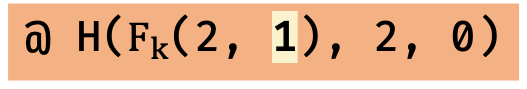 @ H(Fₖ(2, 1), 2, 0)